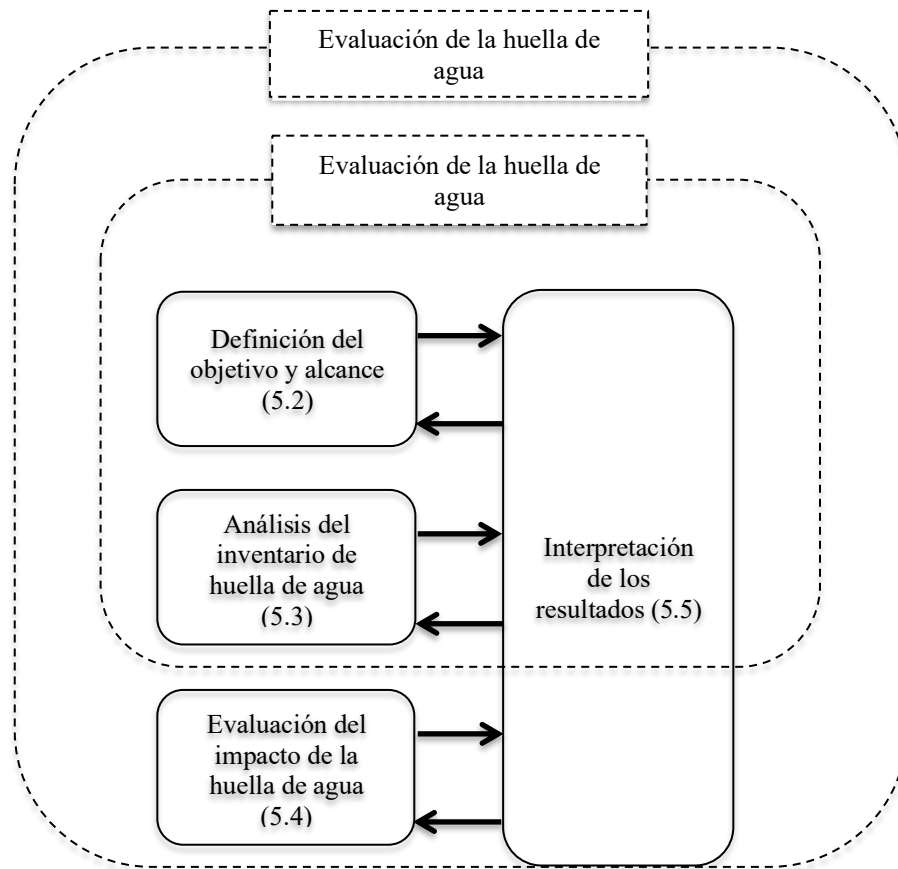 Evaluación de la huella de
agua
Evaluación de la huella de
agua
Definición del
objetivo y alcance
(5.2)
Análisis del
inventario de
huella de agua
(5.3)
Interpretación
de los
resultados (5.5)
Evaluación del
impacto de la
huella de agua
(5.4)